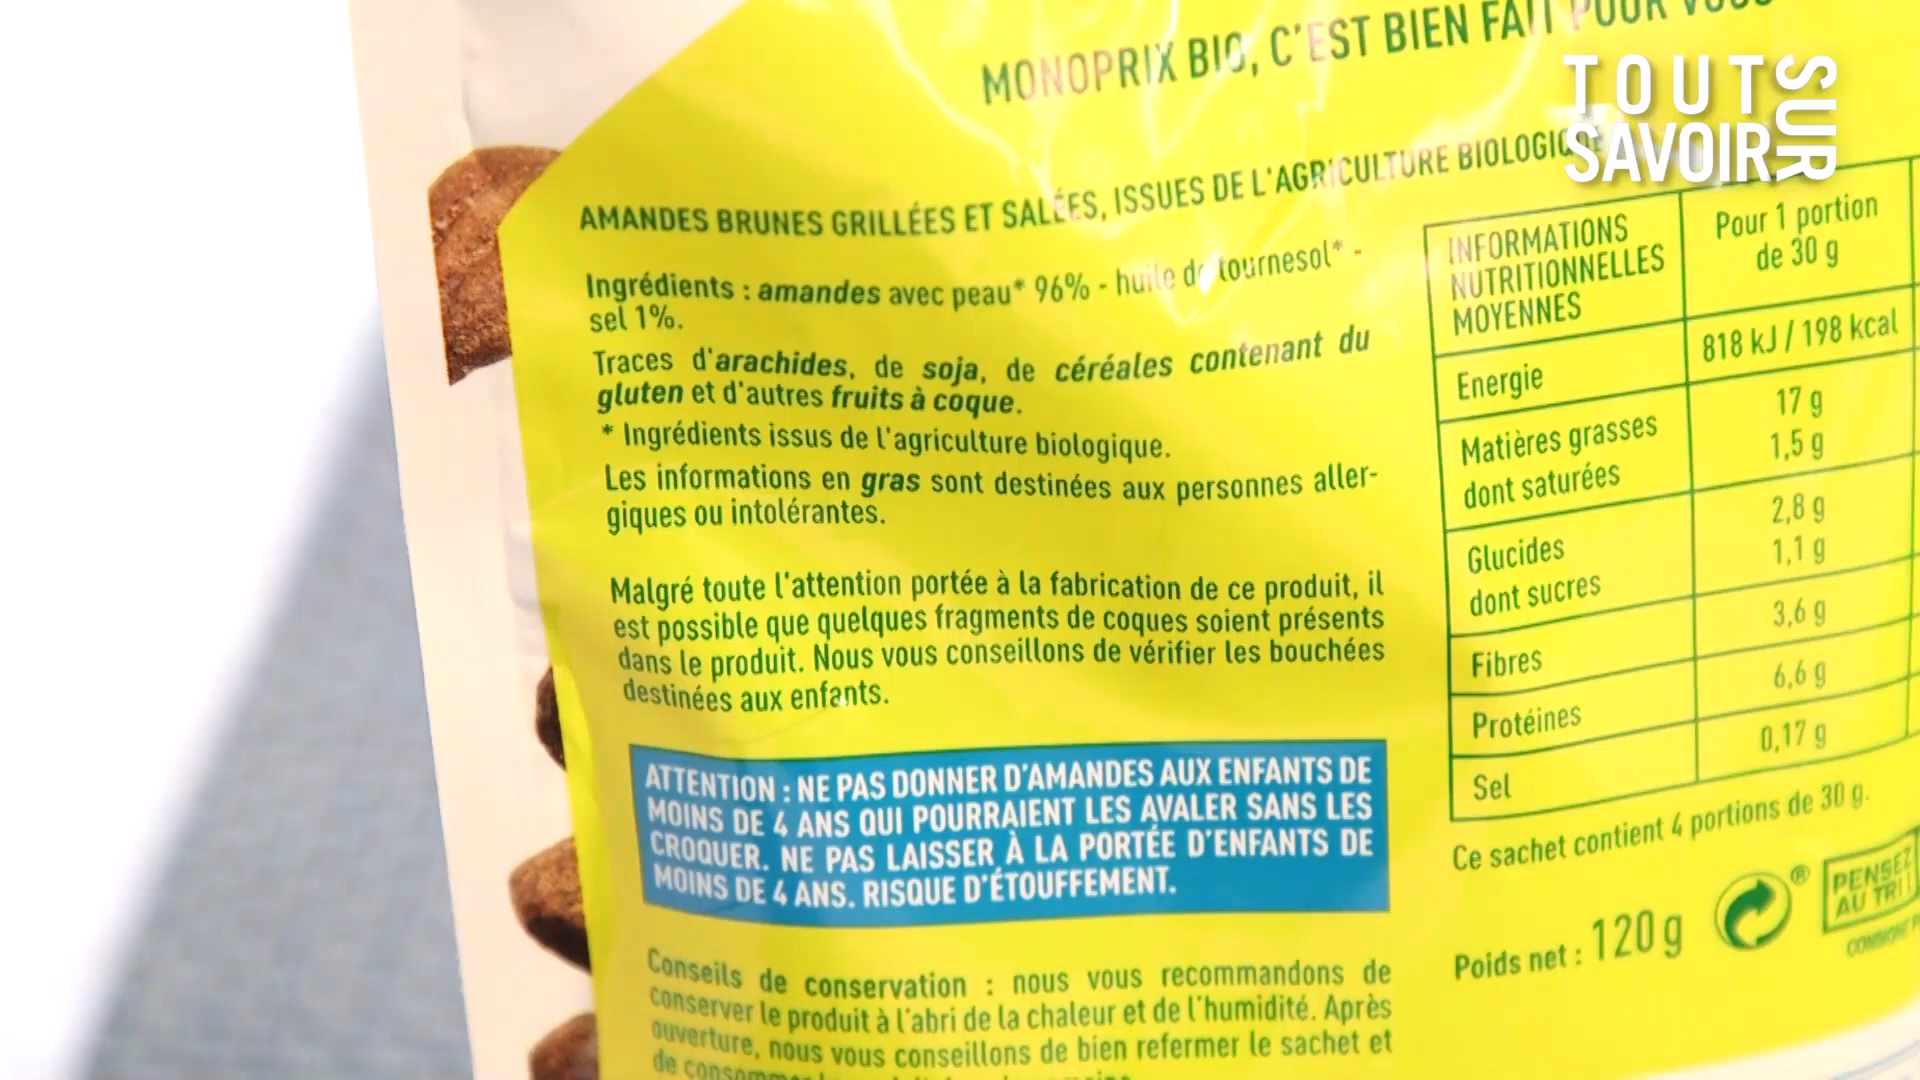 MONOPRIX BIO, C'EST BIEN FAIT POUR VOUS
TOUT
SAVOIR
SUR
AMANDES BRUNES GRILLÉES ET SALÉES, ISSUES DE L'AGRICULTURE BIOLOGIQUE
Ingrédients : amandes avec peau* 96% - huile de tournesol* -
sel 1%.
Traces d'arachides, de soja, de céréales contenant du
gluten et d'autres fruits à coque.
* Ingrédients issus de l'agriculture biologique.
Les informations en gras sont destinées aux personnes aller-
giques ou intolérantes.
Malgré toute l'attention portée à la fabrication de ce produit, il
est possible que quelques fragments de coques soient présents
dans le produit. Nous vous conseillons de vérifier les bouchées
destinées aux enfants.
ATTENTION : NE PAS DONNER D'AMANDES AUX ENFANTS DE
MOINS DE 4 ANS QUI POURRAIENT LES AVALER SANS LES
CROQUER. NE PAS LAISSER À LA PORTÉE D'ENFANTS DE
MOINS DE 4 ANS. RISQUE D'ÉTOUFFEMENT.
Conseils de conservation : nous vous recommandons de
conserver le produit à l'abri de la chaleur et de l'humidité. Après
ouverture, nous vous conseillons de bien refermer le sachet et
de
INFORMATIONS
NUTRITIONNELLES
MOYENNES
Pour 1 portion
de 30 g
Energie
818 kJ / 198 kcal
Matières grasses
17 g
dont saturées
1,5 g
Glucides
2,8 g
dont sucres
1,1 g
Fibres
3,6 g
Protéines
6,6 g
Sel
0,17 g
Ce sachet contient 4 portions de 30 g.
Poids net : 120 g
®
PENSEZ
AU TRI !